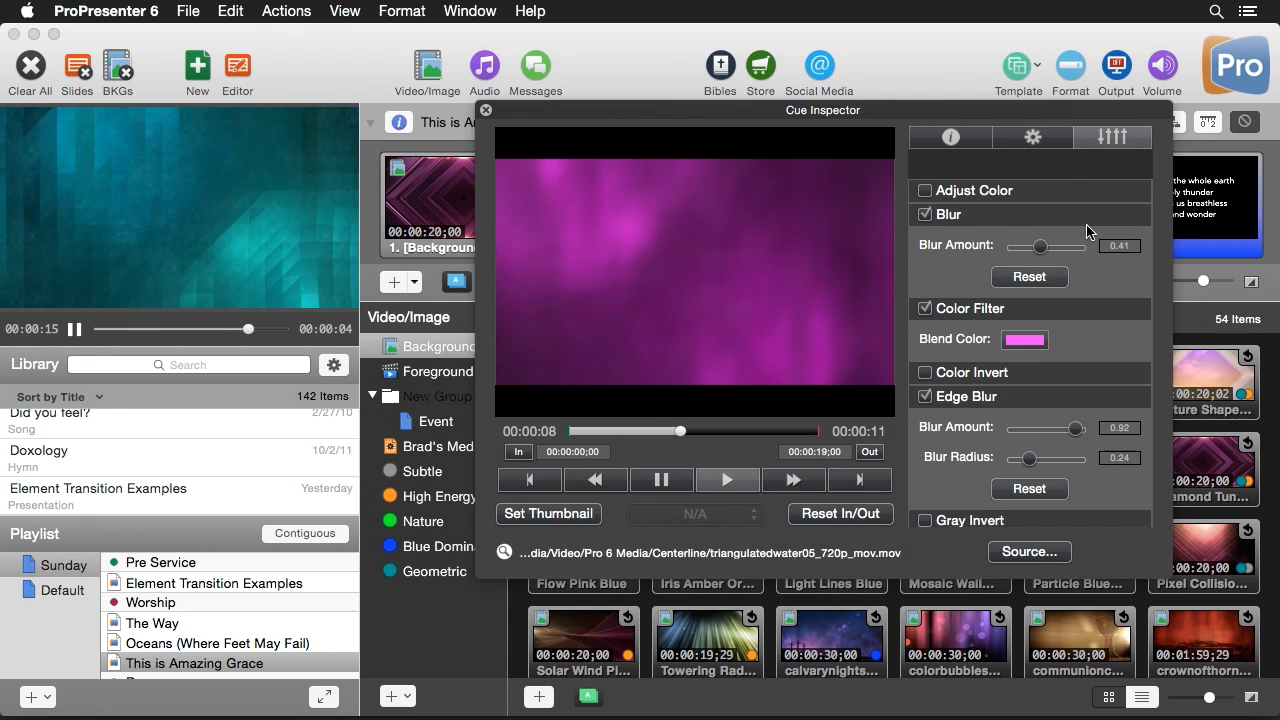 ProPresenter 6 File Edit Actions View Format Window Help
Clear All Slides BKGs New Editor Video/Image Audio Messages Bibles Store Social Media Template Format Output Volume
Pro
This is A
Cue Inspector
00:00:20;00
1. [Backgroun
the whole earth
ly thunder
us breathless
nd wonder
Adjust Color
Blur
Blur Amount: 0.41
Reset
Color Filter
Blend Color:
Color Invert
Edge Blur
Blur Amount: 0.92
Blur Radius: 0.24
Reset
Gray Invert
Source...
00:00:08 00:00:11
In 00:00:00;00 00:00:19;00 Out
Set Thumbnail N/A Reset In/Out
...dia/Video/Pro 6 Media/Centerline/triangulatedwater05_720p_mov.mov
00:00:15 00:00:04
Library Search
Sort by Title 142 Items
Did you feel? 2/27/10
Song
Doxology 10/2/11
Hymn
Element Transition Examples Yesterday
Presentation
Playlist Contiguous
Sunday
Default
Pre Service
Element Transition Examples
Worship
The Way
Oceans (Where Feet May Fail)
This is Amazing Grace
Video/Image 54 Items
Background
Foreground
New Group
Event
Brad's Med
Subtle
High Energy
Nature
Blue Domin
Geometric
00:20;02
ture Shape...
:20;00
amond Tun...
:20;00
Flow Pink Blue Iris Amber Or... Light Lines Blue Mosaic Wall... Particle Blue... Pixel Collisio...
00:00:20;00 00:00:19;29 00:00:30;00 00:00:30;00 00:00:30;00 00:01:59;29
Solar Wind Pi... Towering Rad... calvarynights... colorbubbles... communionc... crownofthorn...